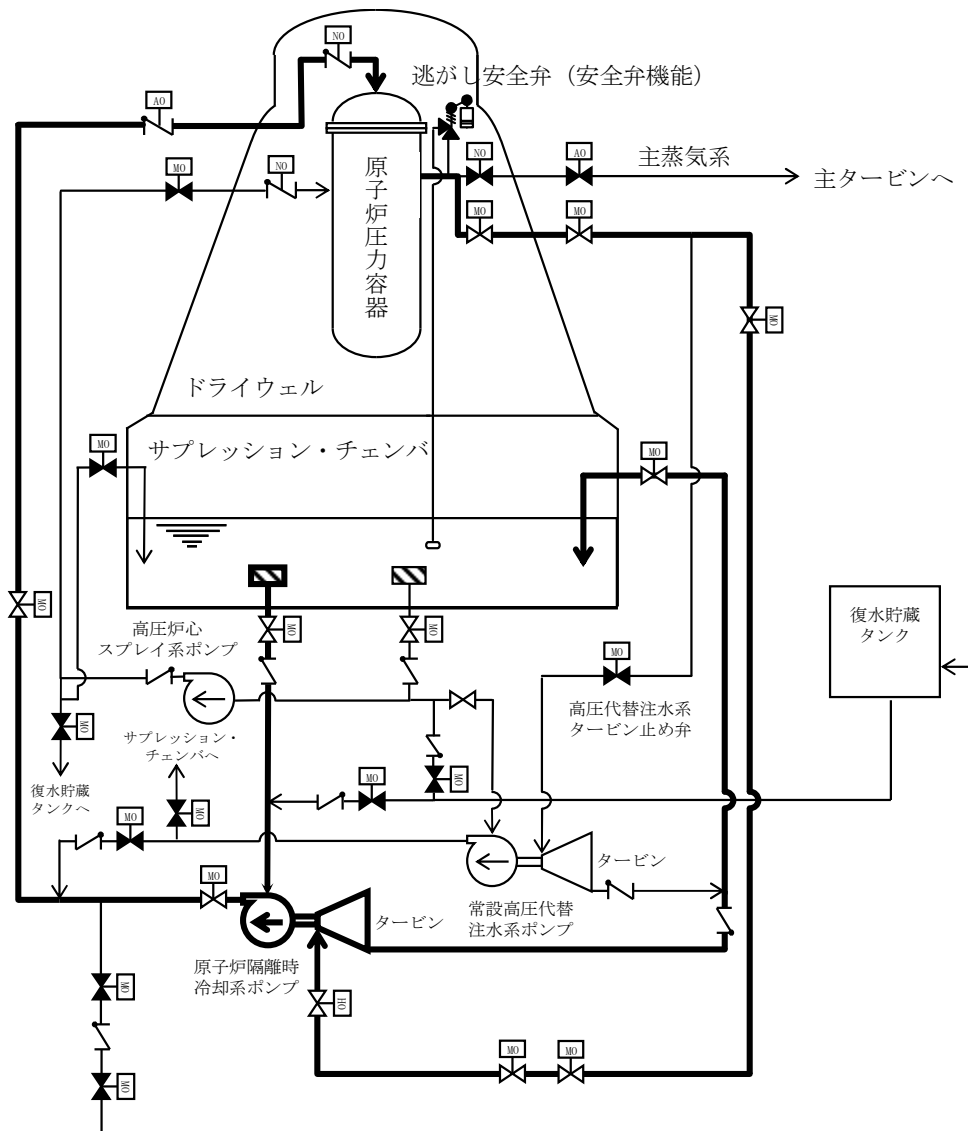 NO
逃がし安全弁（安全弁機能）
AO
MO
NO
原子炉圧力容器
NO
AO
主蒸気系
主タービンへ
MO
MO
MO
ドライウェル
サプレッション・チェンバ
MO
MO
MO
高圧炉心
スプレイ系ポンプ
MO
MO
MO
高圧代替注水系
タービン止め弁
復水貯蔵
タンク
MO
サプレッション・
チェンバへ
復水貯蔵
タンクへ
MO
MO
MO
MO
タービン
常設高圧代替
注水系ポンプ
MO
タービン
原子炉隔離時
冷却系ポンプ
MO
HO
MO
MO
MO